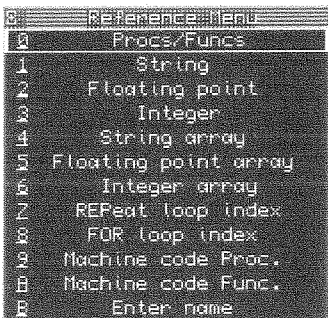 Reference Menu
0 Procs/Funcs
1 String
2 Floating point
3 Integer
4 String array
5 Floating point array
6 Integer array
7 REPeat loop index
8 FOR loop index
9 Machine code Proc.
A Machine code Func.
B Enter name